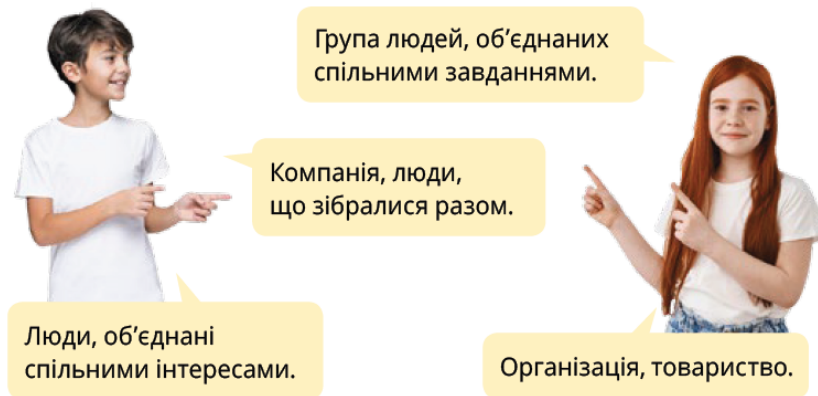 Група людей, об’єднаних
спільними завданнями.
Компанія, люди,
що зібралися разом.
Люди, об’єднані
спільними інтересами.
Організація, товариство.